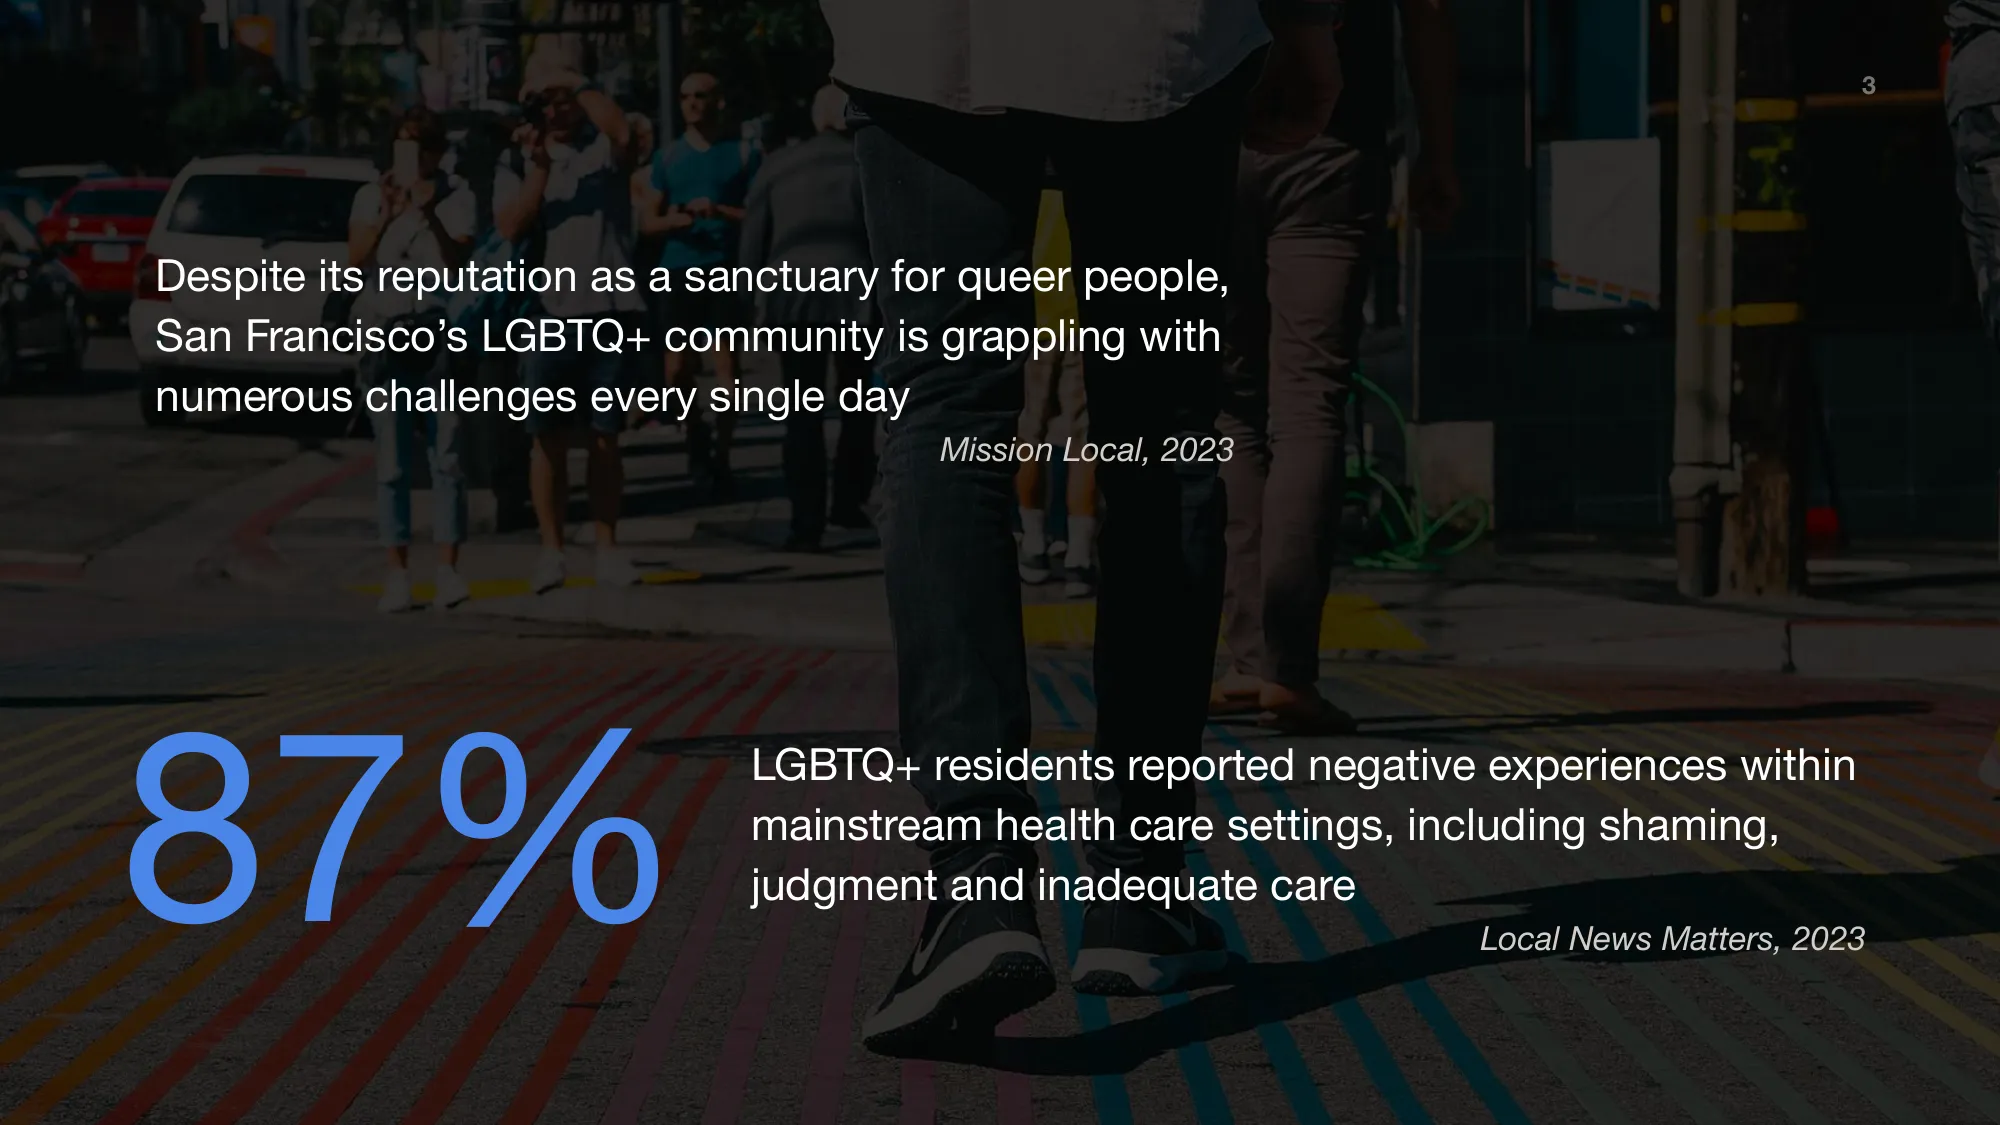 3
Despite its reputation as a sanctuary for queer people,
San Francisco’s LGBTQ+ community is grappling with
numerous challenges every single day
Mission Local, 2023
87%
LGBTQ+ residents reported negative experiences within
mainstream health care settings, including shaming,
judgment and inadequate care
Local News Matters, 2023